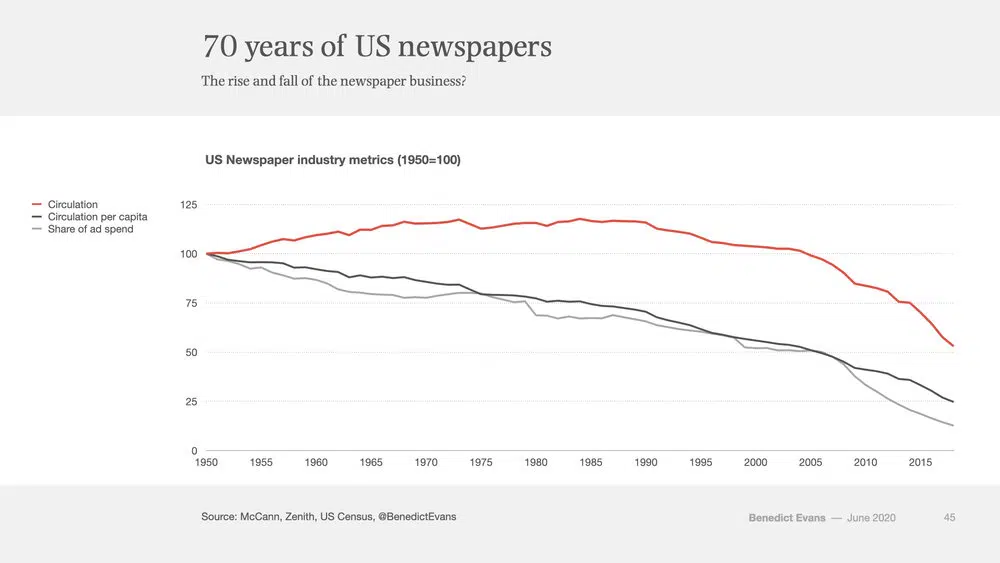 70 years of US newspapers
The rise and fall of the newspaper business?
US Newspaper industry metrics (1950=100)
Circulation
Circulation per capita
Share of ad spend
125
100
75
50
25
0
1950 1955 1960 1965 1970 1975 1980 1985 1990 1995 2000 2005 2010 2015
Source: McCann, Zenith, US Census, @BenedictEvans
Benedict Evans — June 2020 45